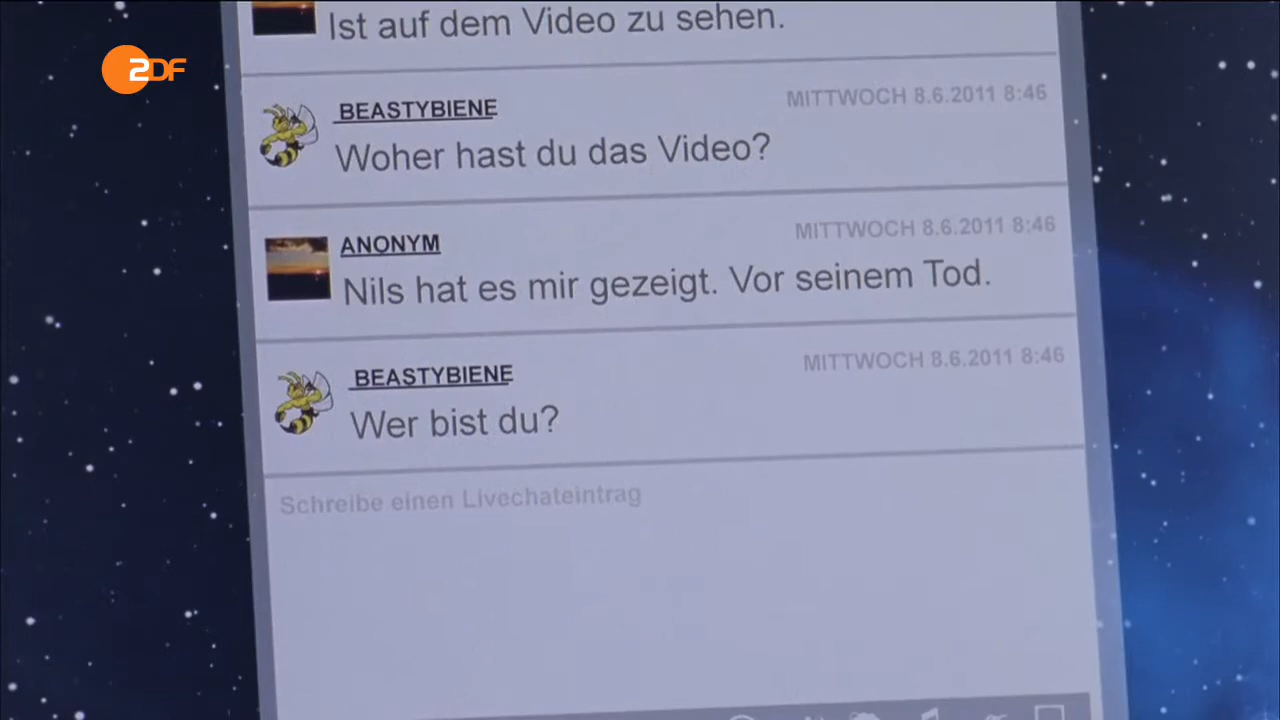 Ist auf dem Video zu sehen.
ZDF
BEASTYBIENE
MITTWOCH 8.6.2011 8:46
Woher hast du das Video?
ANONYM
MITTWOCH 8.6.2011 8:46
Nils hat es mir gezeigt. Vor seinem Tod.
BEASTYBIENE
MITTWOCH 8.6.2011 8:46
Wer bist du?
Schreibe einen Livechateintrag